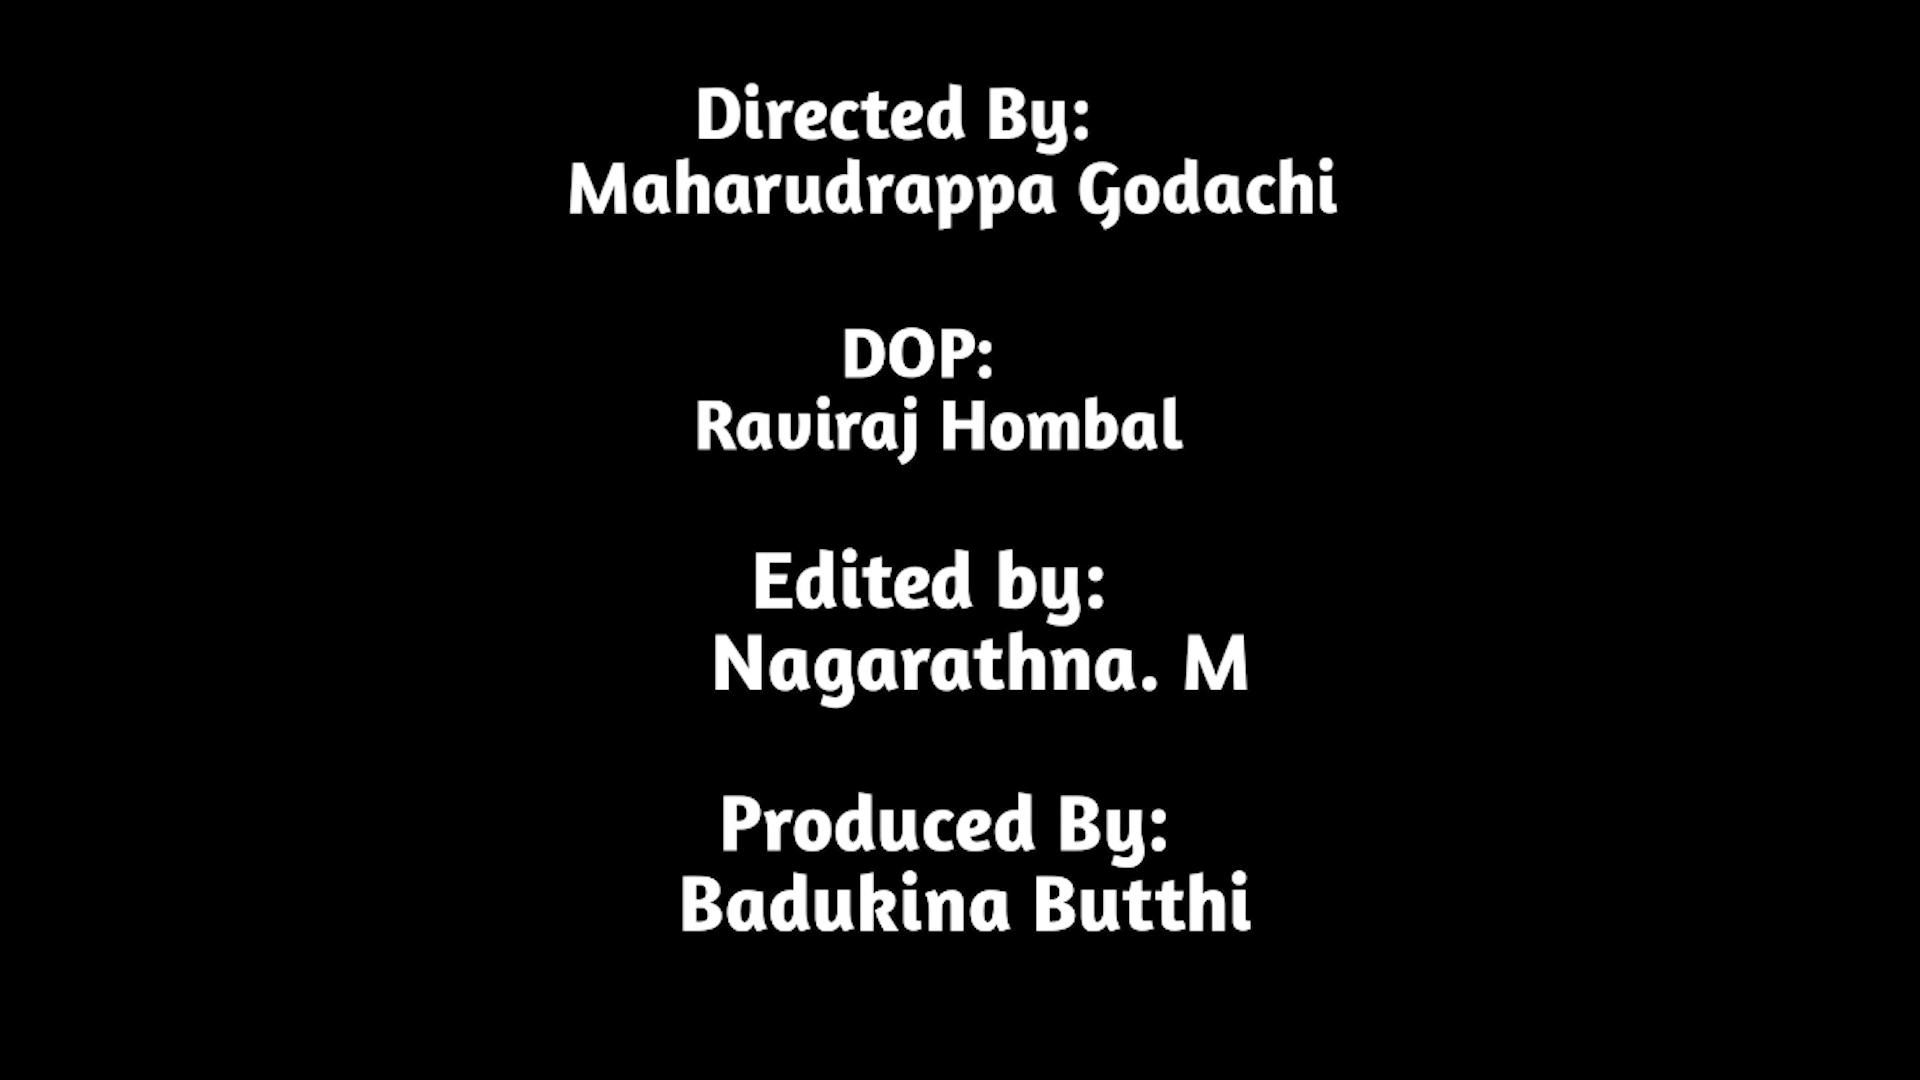 Directed By:
Maharudrappa Godachi
DOP:
Raviraj Hombal
Edited by:
Nagarathna. M
Produced By:
Badukina Butthi